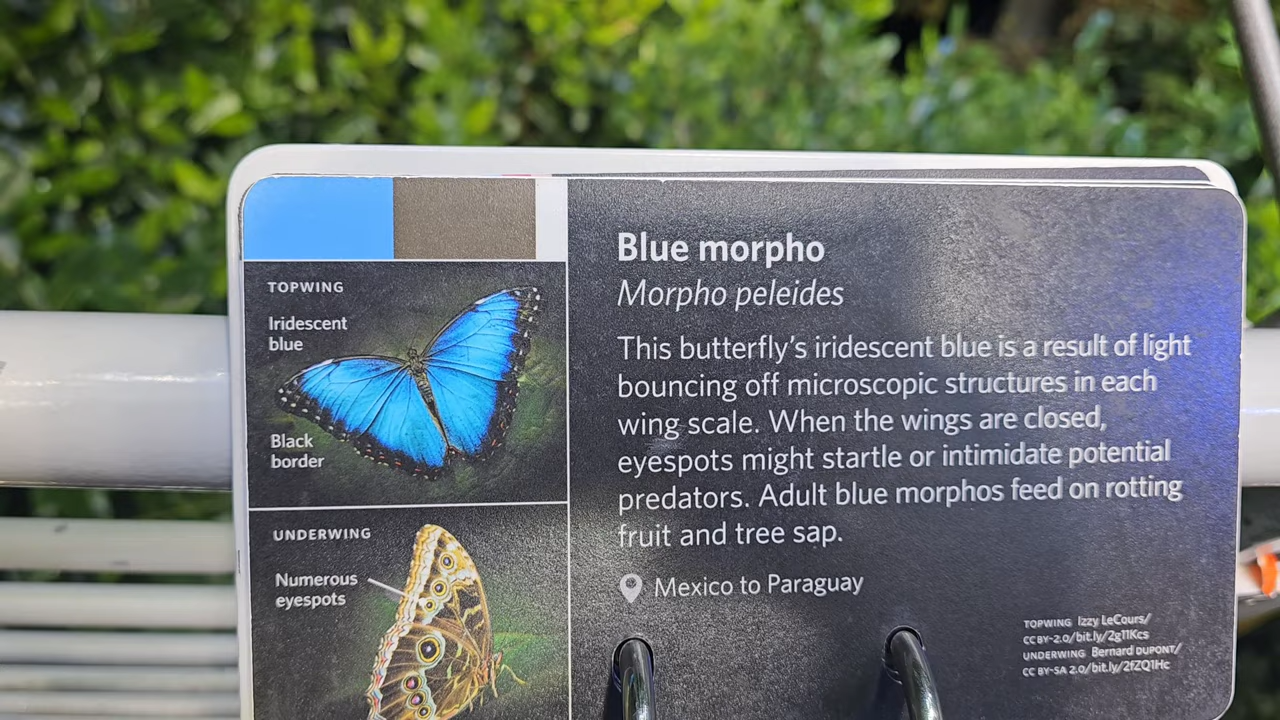 TOPWING
Iridescent
blue
Black
border
UNDERWING
Numerous
eyespots
Blue morpho
Morpho peleides
This butterfly's iridescent blue is a result of light
bouncing off microscopic structures in each
wing scale. When the wings are closed,
eyespots might startle or intimidate potential
predators. Adult blue morphos feed on rotting
fruit and tree sap.
Mexico to Paraguay
TOPWING Izzy LeCours/
CC BY-2.0/bit.ly/2g11Kcs
UNDERWING Bernard DUPONT/
CC BY-SA 2.0/bit.ly/2fZQ1Hc